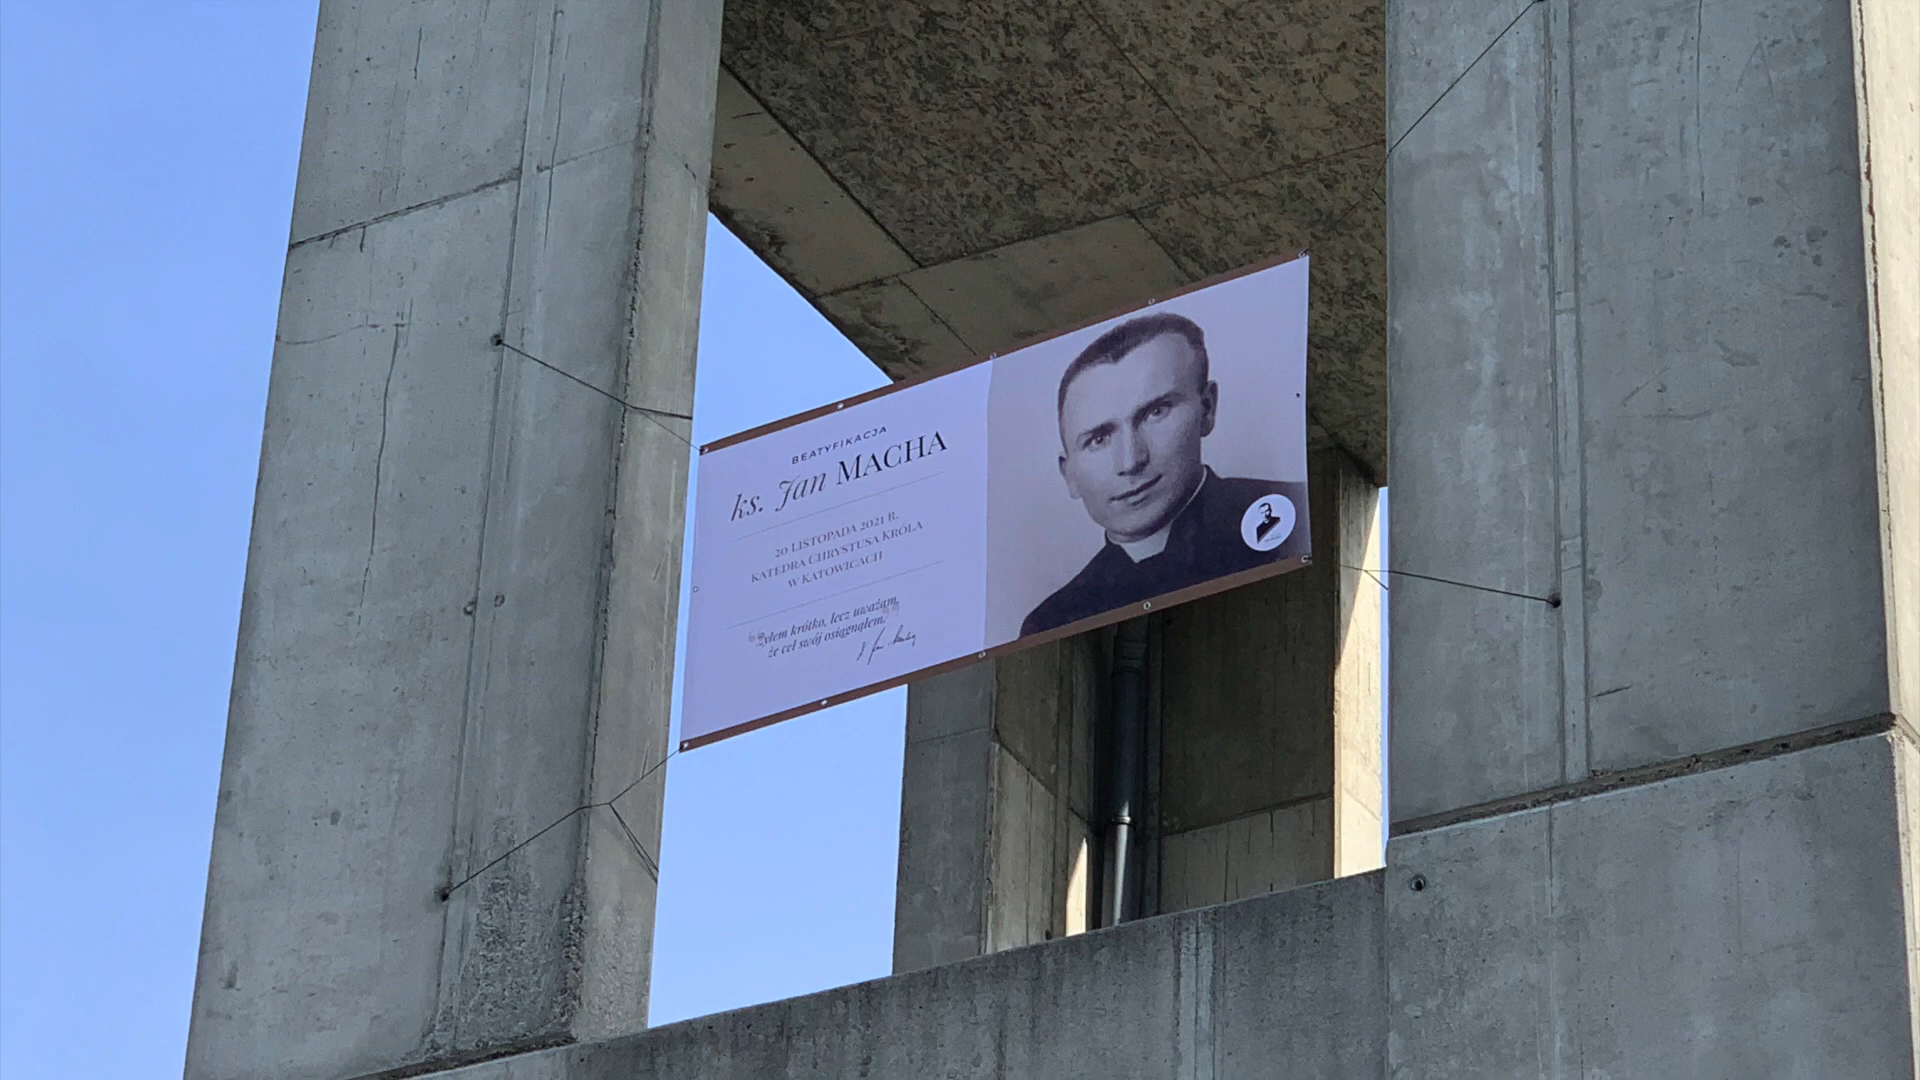 BEATYFIKACJA
ks. Jan MACHA
20 LISTOPADA 2021 R.
KATEDRA CHRYSTUSA KRÓLA
W KATOWICACH
“Żyłem krótko, lecz uważam,
że cel swój osiągnąłem.”